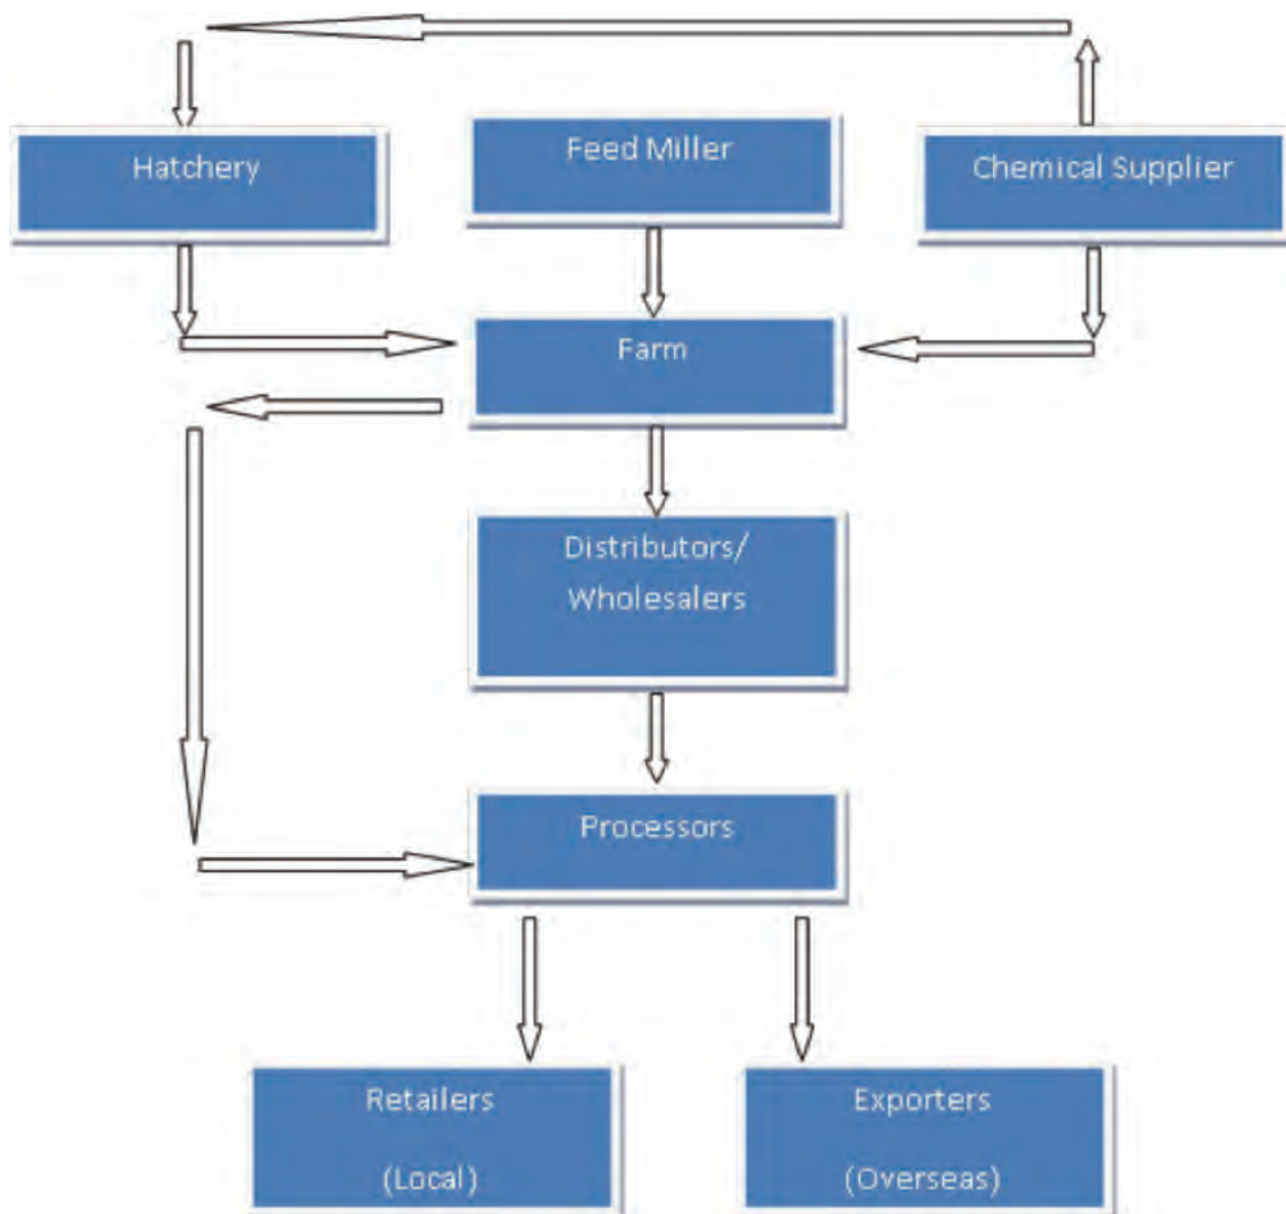 Hatchery
Feed Miller
Chemical Supplier
Farm
Distributors/
Wholesalers
Processors
Retailers
(Local)
Exporters
(Overseas)